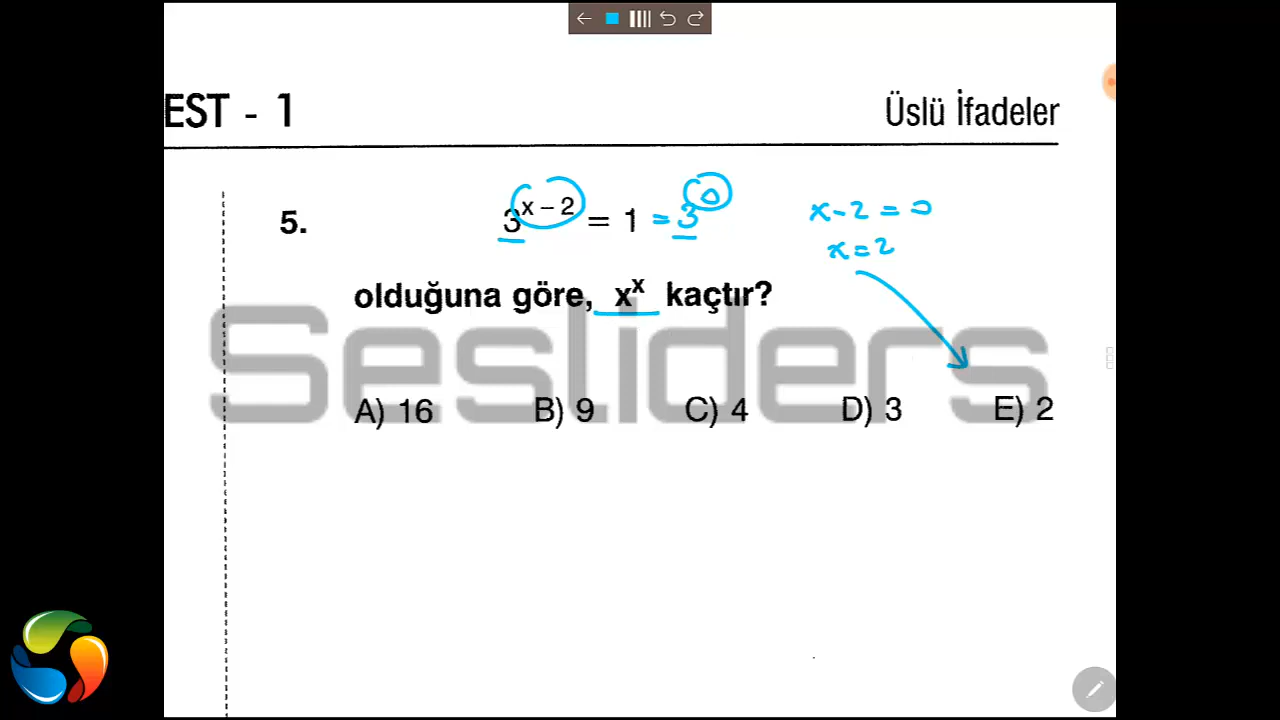 EST - 1 Üslü İfadeler
5. 3^{x – 2} = 1 = 3^0 x-2 = 0
x = 2
olduğuna göre, x^x kaçtır?
Sesliders
A) 16 B) 9 C) 4 D) 3 E) 2